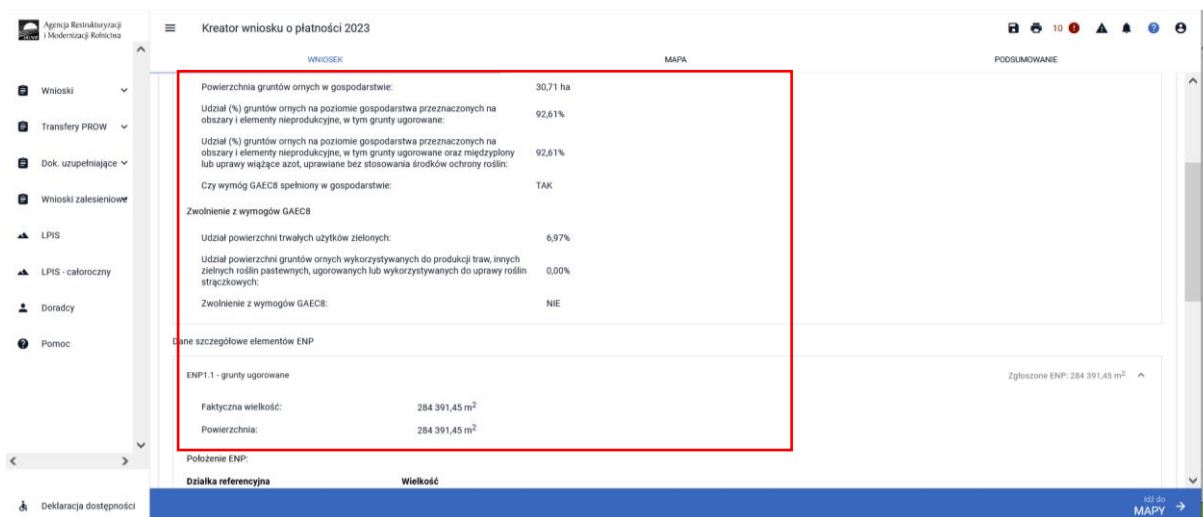 Agencja Restrukturyzacji
i Modernizacji Rolnictwa
Kreator wniosku o płatności 2023
10
WNIOSEK
MAPA
PODSUMOWANIE
Wnioski
Transfery PROW
Dok. uzupełniające
Wnioski zalesieniowe
LPIS
LPIS - całoroczny
Doradcy
Pomoc
Deklaracja dostępności
Powierzchnia gruntów ornych w gospodarstwie: 30,71 ha
Udział (%) gruntów ornych na poziomie gospodarstwa przeznaczonych na
obszary i elementy nieprodukcyjne, w tym grunty ugorowane: 92,61%
Udział (%) gruntów ornych na poziomie gospodarstwa przeznaczonych na
obszary i elementy nieprodukcyjne, w tym grunty ugorowane oraz międzyplony 92,61%
lub uprawy wiążące azot, uprawiane bez stosowania środków ochrony roślin:
Czy wymóg GAEC8 spełniony w gospodarstwie: TAK
Zwolnienie z wymogów GAEC8
Udział powierzchni trwałych użytków zielonych: 6,97%
Udział powierzchni gruntów ornych wykorzystywanych do produkcji traw, innych
zielnych roślin pastewnych, ugorowanych lub wykorzystywanych do uprawy roślin 0,00%
strączkowych:
Zwolnienie z wymogów GAEC8: NIE
Dane szczegółowe elementów ENP
ENP1.1 - grunty ugorowane Zgłoszone ENP: 284 391,45 m²
Faktyczna wielkość: 284 391,45 m²
Powierzchnia: 284 391,45 m²
Położenie ENP:
Działka referencyjna Wielkość
Idź do
MAPY